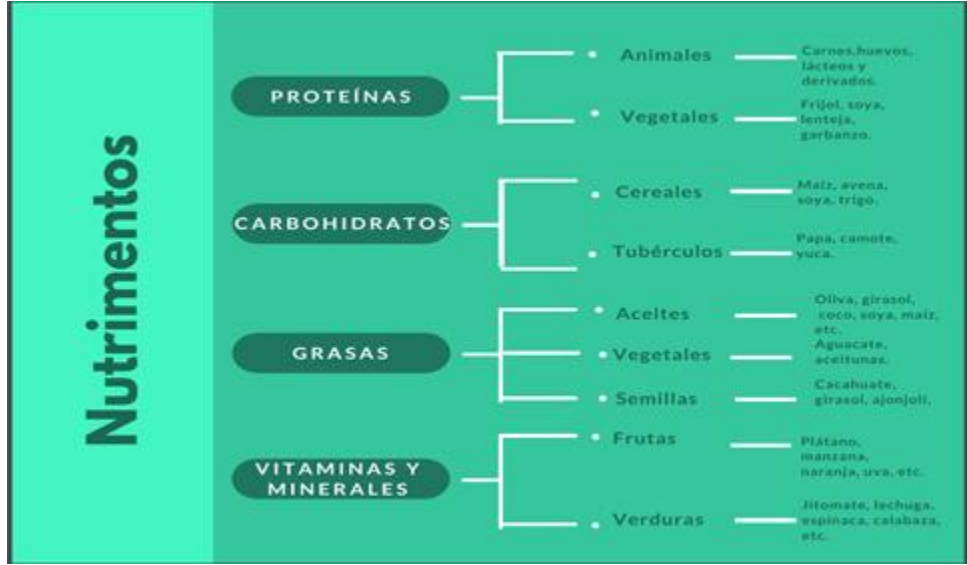 Nutrimentos
PROTEÍNAS
Animales
Carnes,huevos,
lácteos y
derivados.
Vegetales
Frijol, soya,
lenteja,
garbanzo.
CARBOHIDRATOS
Cereales
Maíz, avena,
soya, trigo.
Tubérculos
Papa, camote,
yuca.
GRASAS
Aceites
Oliva, girasol,
coco, soya, maíz,
etc.
Vegetales
Aguacate,
aceitunas.
Semillas
Cacahuate,
girasol, ajonjolí.
VITAMINAS Y
MINERALES
Frutas
Plátano,
manzana,
naranja, uva, etc.
Verduras
Jitomate, lechuga,
espinaca, calabaza,
etc.